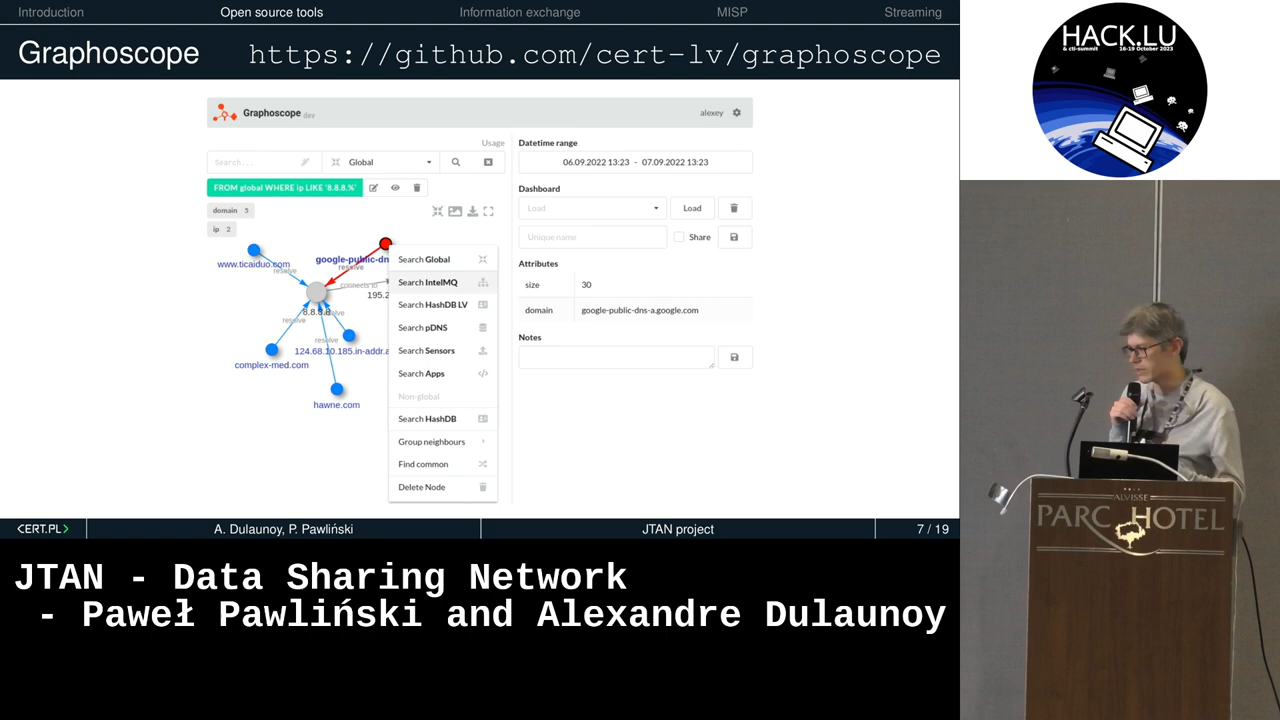 Introduction Open source tools Information exchange MISP Streaming
Graphoscope https://github.com/cert-lv/graphoscope
Graphoscope dev alexey
Usage
Search... Global
FROM global WHERE ip LIKE '8.8.8.%'
domain 5
ip 2
www.ticaiduo.com
google-public-dn
resolve
resolve
connects to
195.2
8.8.8.
resolve
resolve
resolve
124.68.10.185.in-addr.a
complex-med.com
hawne.com
Search Global
Search IntelMQ
Search HashDB LV
Search pDNS
Search Sensors
Search Apps
Non-global
Search HashDB
Group neighbours
Find common
Delete Node
Datetime range
06.09.2022 13:23 - 07.09.2022 13:23
Dashboard
Load Load
Unique name Share
Attributes
size 30
domain google-public-dns-a.google.com
Notes
CERT.PL> A. Dulaunoy, P. Pawliński JTAN project 7 / 19
HACK.LU
& cti-summit 16-19 October 2023
ALVISSE
PARC HOTEL
JTAN - Data Sharing Network
- Paweł Pawliński and Alexandre Dulaunoy